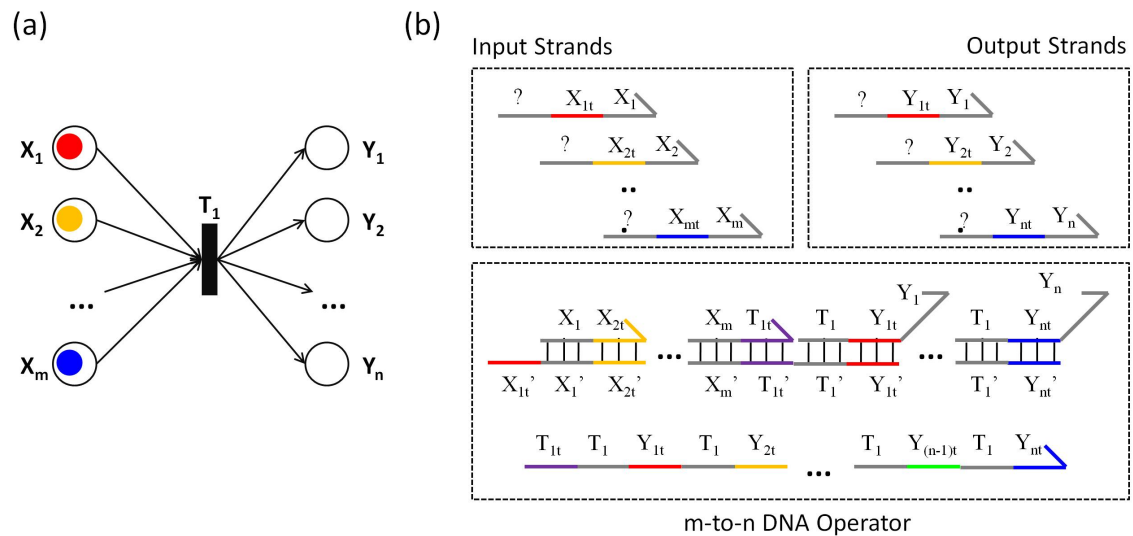 (a)
X1
X2
...
Xm
T1
Y1
Y2
...
Yn
(b)
Input Strands
? X1t X1
? X2t X2
..
? Xmt Xm
.
Output Strands
? Y1t Y1
? Y2t Y2
..
? Ynt Yn
.
X1 X2t ... Xm T1t T1 Y1t Y1 ... T1 Ynt Yn
X1t' X1' X2t' Xm' T1t' T1' Y1t' T1' Ynt'
T1t T1 Y1t T1 Y2t ... T1 Y(n-1)t T1 Ynt
m-to-n DNA Operator